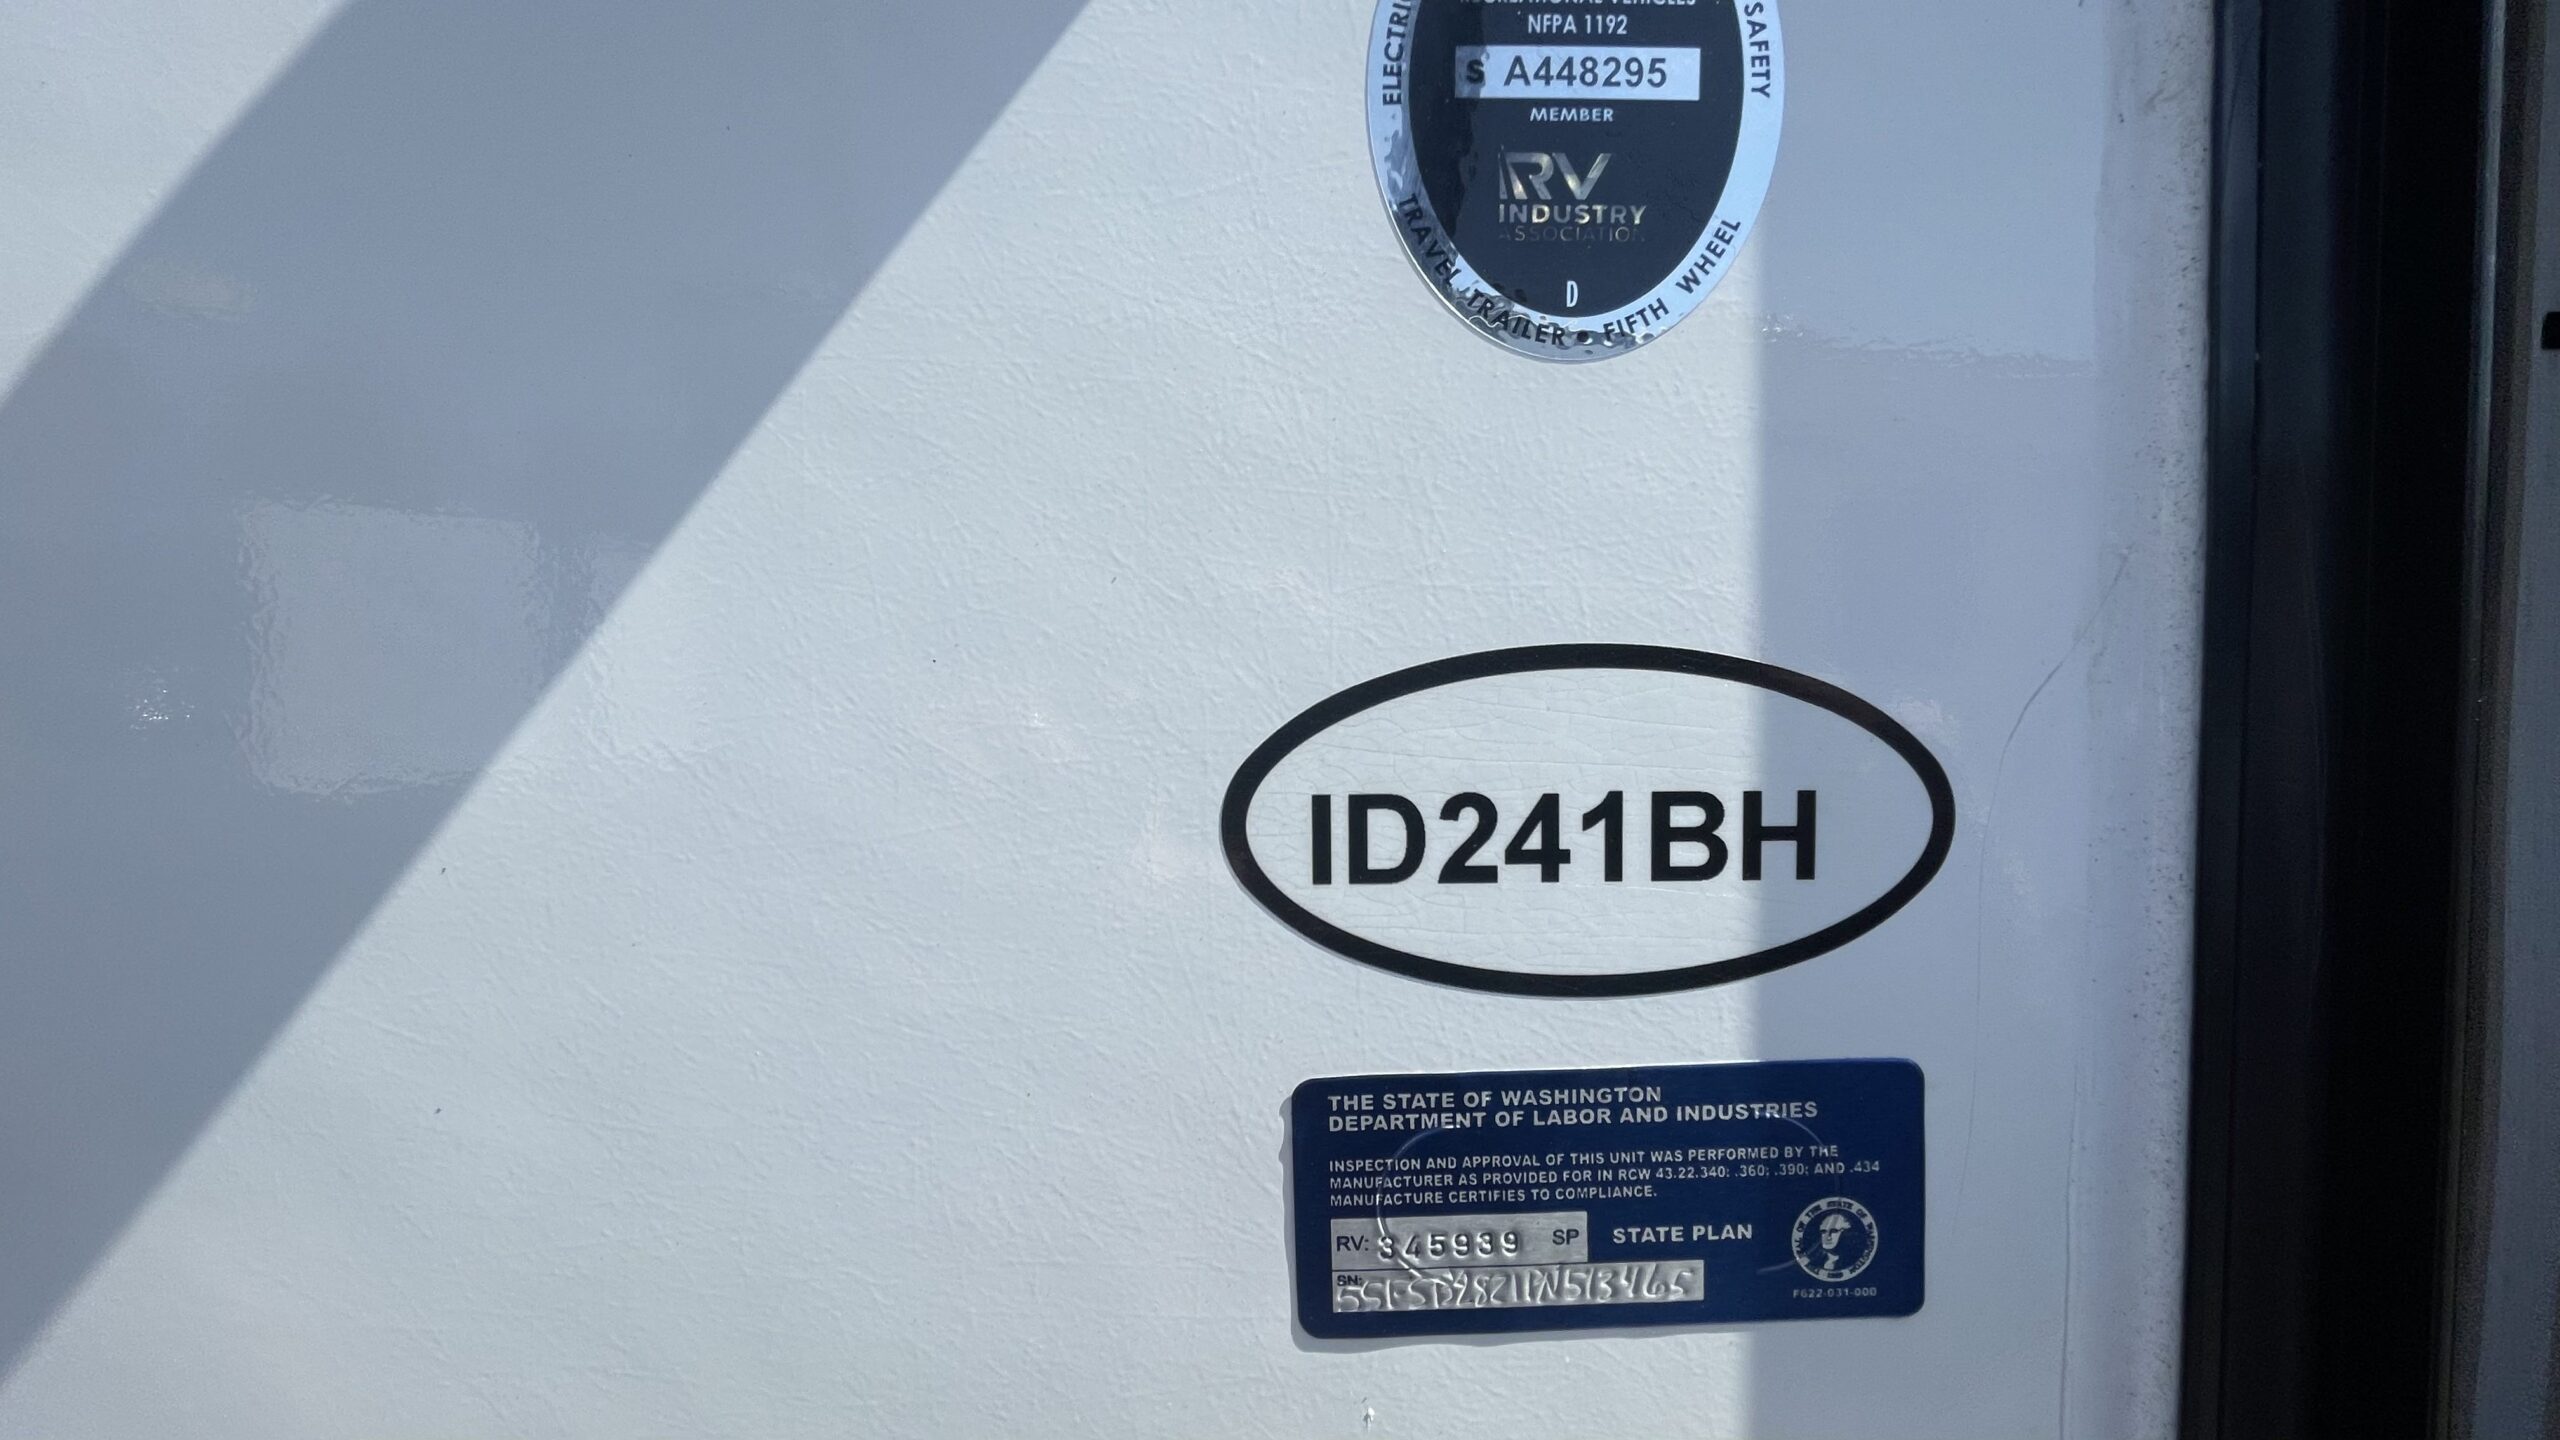 RECREATIONAL VEHICLES
NFPA 1192
S A448295
MEMBER
RV
INDUSTRY
ASSOCIATION
D
SAFETY
TRAVEL TRAILER • FIFTH WHEEL
ID241BH
THE STATE OF WASHINGTON
DEPARTMENT OF LABOR AND INDUSTRIES
INSPECTION AND APPROVAL OF THIS UNIT WAS PERFORMED BY THE
MANUFACTURER AS PROVIDED FOR IN RCW 43.22.340; .360; .390; AND .434
MANUFACTURE CERTIFIES TO COMPLIANCE.
RV: 345939 SP STATE PLAN
SN:
F622-031-000